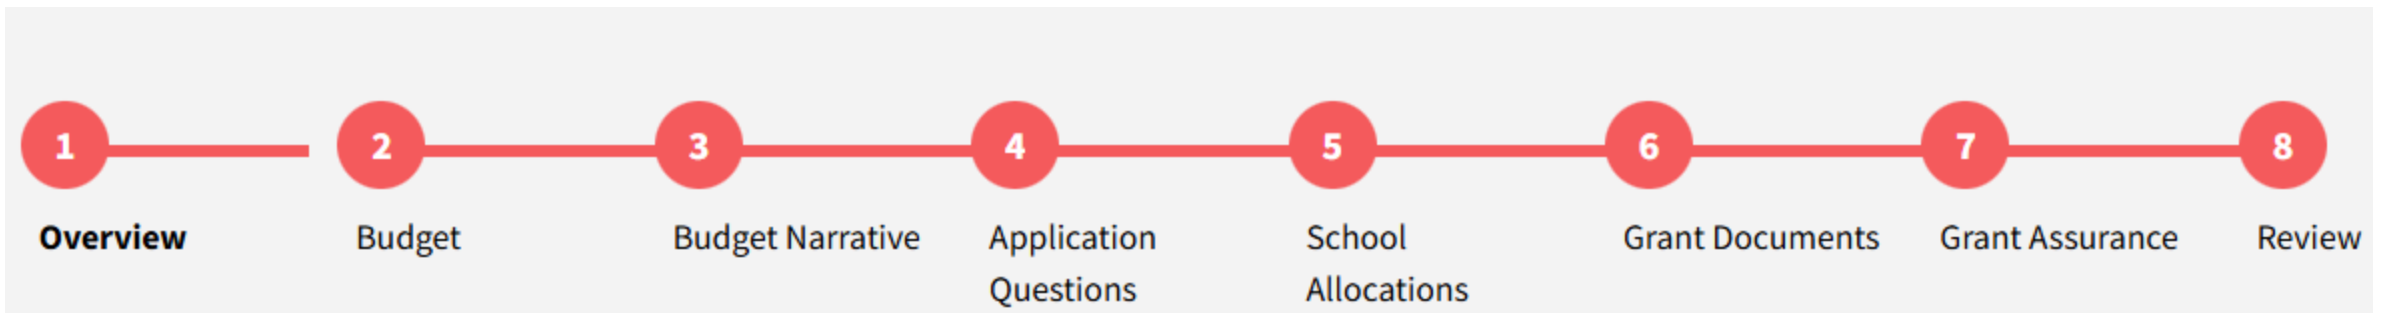 1 2 3 4 5 6 7 8
Overview Budget Budget Narrative Application School Grant Documents Grant Assurance Review
Questions Allocations